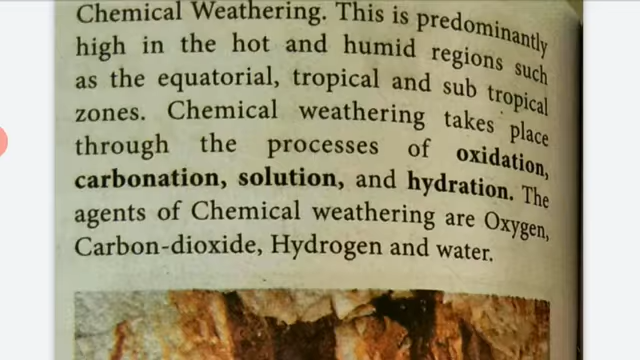 Chemical Weathering. This is predominantly
high in the hot and humid regions such
as the equatorial, tropical and sub tropical
zones. Chemical weathering takes place
through the processes of oxidation,
carbonation, solution, and hydration. The
agents of Chemical weathering are Oxygen,
Carbon-dioxide, Hydrogen and water.